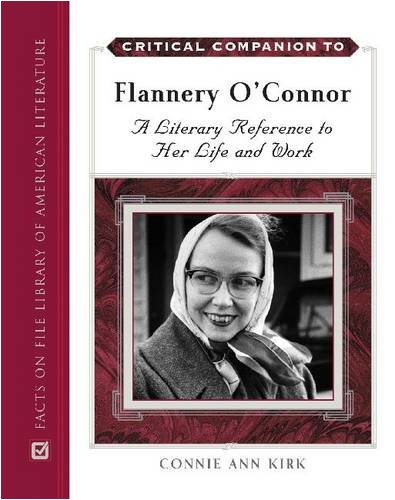 CRITICAL COMPANION TO
Flannery O'Connor
A Literary Reference to
Her Life and Work
CONNIE ANN KIRK
FACTS ON FILE LIBRARY OF AMERICAN LITERATURE